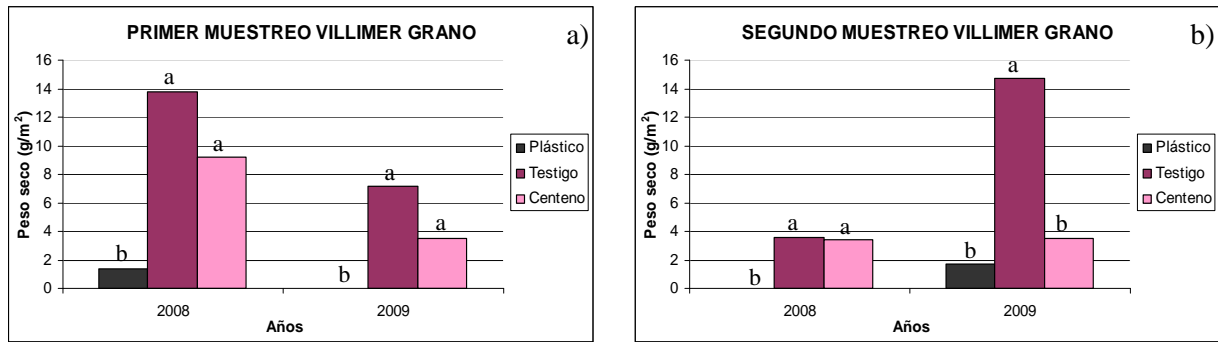 PRIMER MUESTREO VILLIMER GRANO
a)
Peso seco (g/m²)
16
14
12
10
8
6
4
2
0
b
a
a
b
a
a
2008
2009
Años
Plástico
Testigo
Centeno
SEGUNDO MUESTREO VILLIMER GRANO
b)
Peso seco (g/m²)
16
14
12
10
8
6
4
2
0
b
a
a
b
a
b
2008
2009
Años
Plástico
Testigo
Centeno